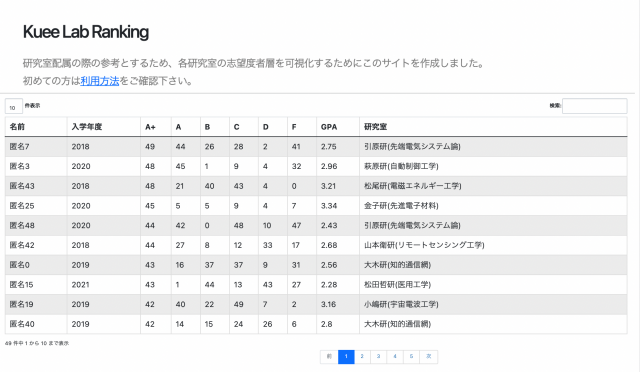 Kuee Lab Ranking
研究室配属の際の参考とするため、各研究室の志望度者層を可視化するためにこのサイトを作成しました。
初めての方は利用方法をご確認下さい。
10 件表示 検索:
名前 入学年度 A+ A B C D F GPA 研究室
匿名7 2018 49 44 26 28 2 41 2.75 引原研(先端電気システム論)
匿名3 2020 48 45 1 9 4 32 2.96 萩原研(自動制御工学)
匿名43 2018 48 21 40 43 4 0 3.21 松尾研(電磁エネルギー工学)
匿名25 2020 45 5 5 9 4 7 3.34 金子研(先進電子材料)
匿名48 2020 44 42 0 48 10 47 2.43 引原研(先端電気システム論)
匿名42 2018 44 27 8 12 33 17 2.68 山本衛研(リモートセンシング工学)
匿名0 2019 43 16 37 37 9 31 2.56 大木研(知的通信網)
匿名15 2021 43 1 44 13 43 27 2.28 松田哲研(医用工学)
匿名19 2019 42 40 22 49 7 2 3.16 小嶋研(宇宙電波工学)
匿名40 2019 42 14 15 24 26 6 2.8 大木研(知的通信網)
49 件中 1 から 10 まで表示
前 1 2 3 4 5 次